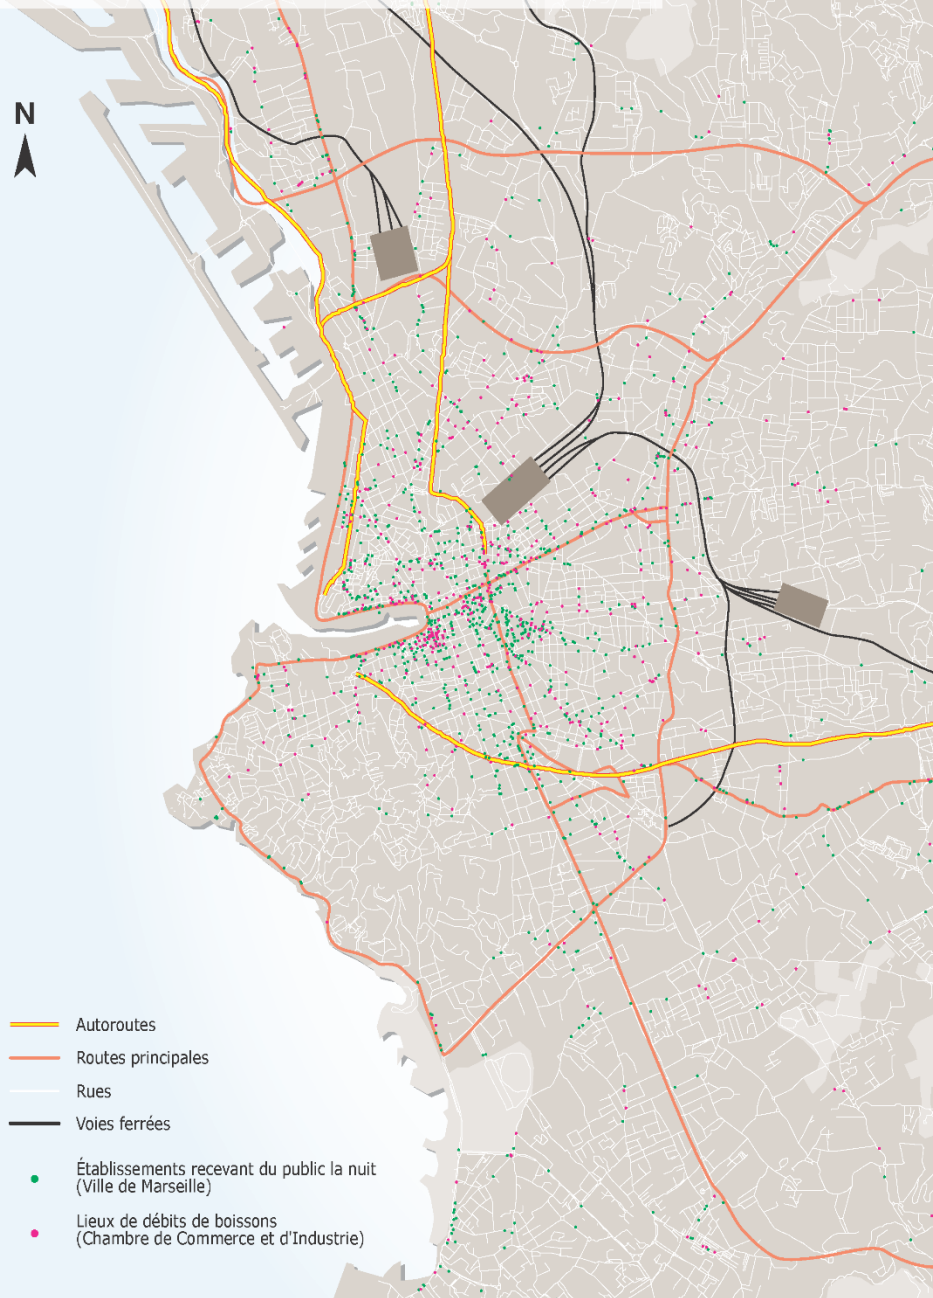 N
Autoroutes
Routes principales
Rues
Voies ferrées
Établissements recevant du public la nuit
(Ville de Marseille)
Lieux de débits de boissons
(Chambre de Commerce et d'Industrie)